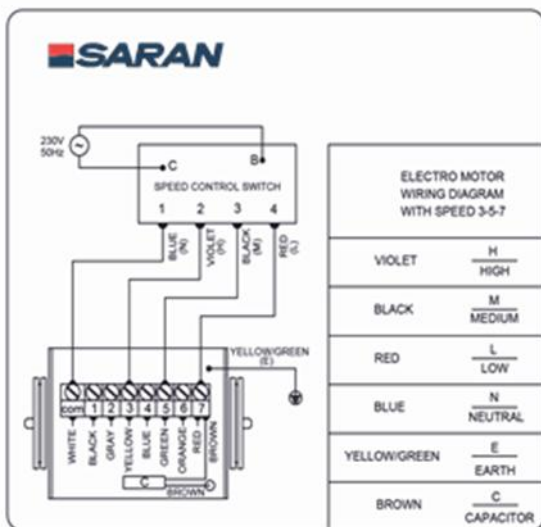 SARAN
230V
50Hz
C
B
SPEED CONTROL SWITCH
1 2 3 4
BLUE
(N)
VIOLET
(H)
BLACK
(M)
RED
(L)
YELLOW/GREEN
(E)
com 1 2 3 4 5 6 7
WHITE
BLACK
GRAY
YELLOW
BLUE
GREEN
ORANGE
RED
BROWN
C
BROWN
ELECTRO MOTOR
WIRING DIAGRAM
WITH SPEED 3-5-7
VIOLET H
HIGH
BLACK M
MEDIUM
RED L
LOW
BLUE N
NEUTRAL
YELLOW/GREEN E
EARTH
BROWN C
CAPACITOR